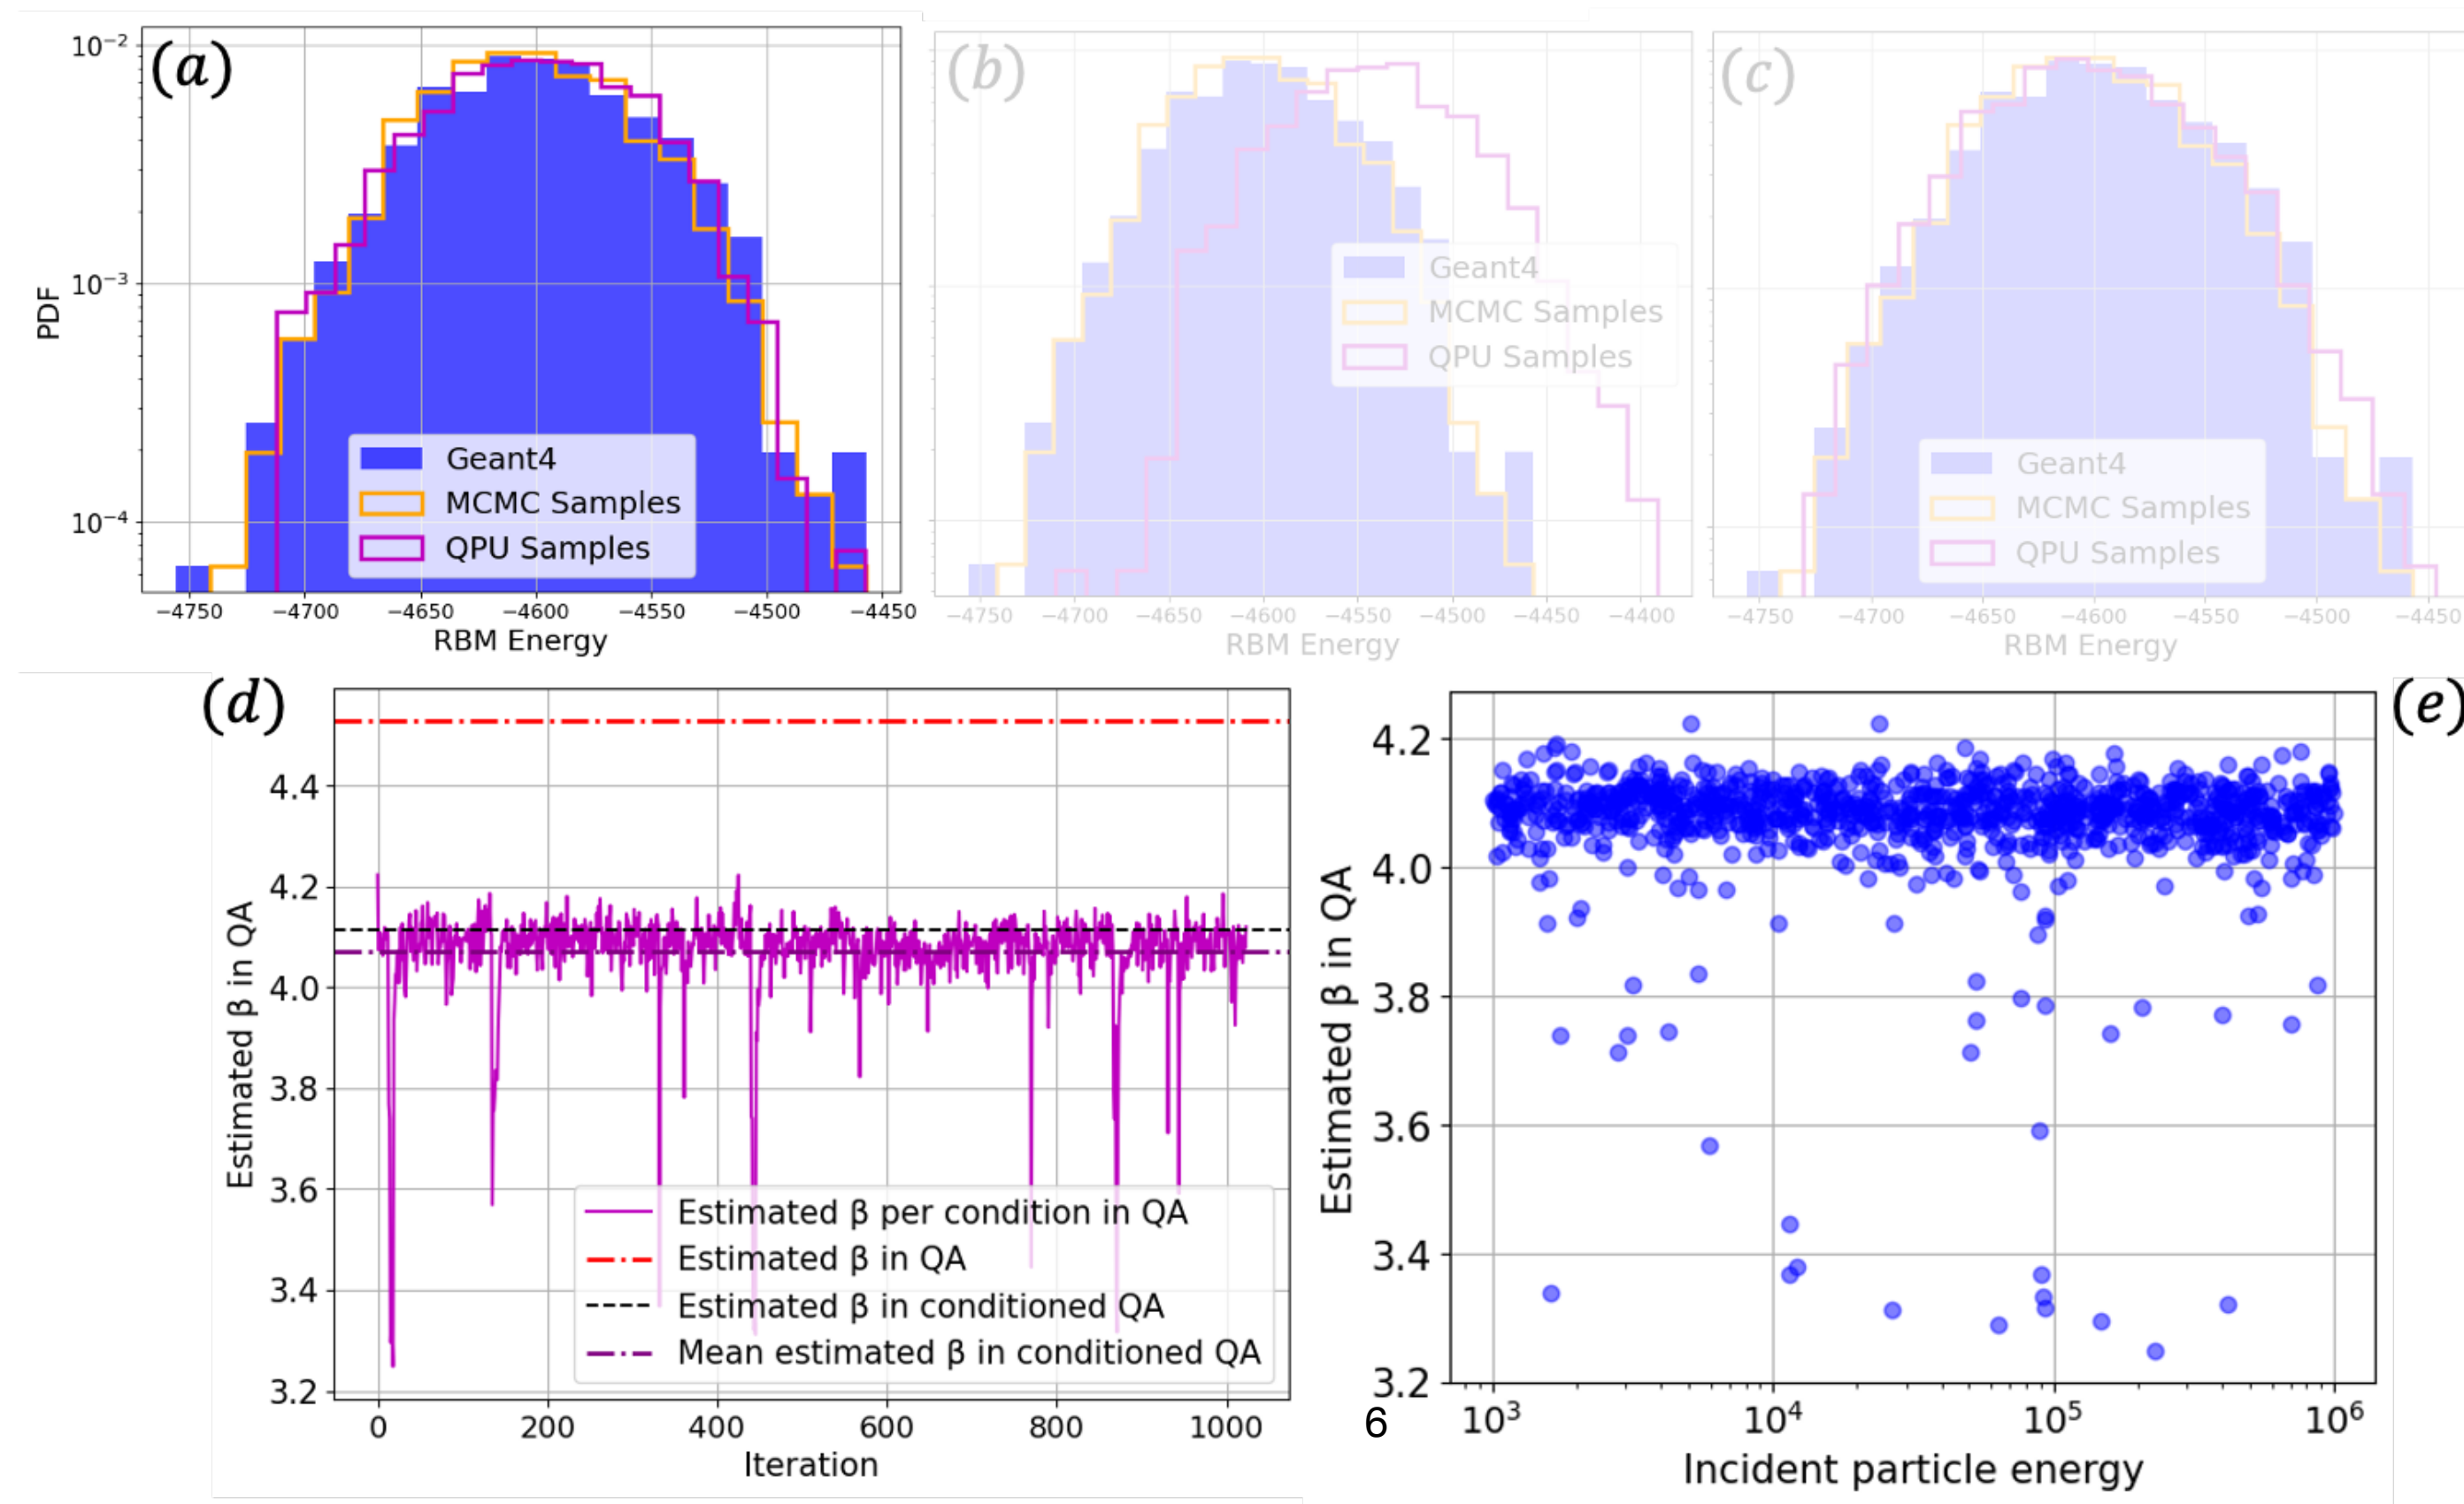 (a)
10⁻²
10⁻³
10⁻⁴
PDF
Geant4
MCMC Samples
QPU Samples
−4750 −4700 −4650 −4600 −4550 −4500 −4450
RBM Energy
(b)
Geant4
MCMC Samples
QPU Samples
−4750 −4700 −4650 −4600 −4550 −4500 −4450 −4400
RBM Energy
(c)
Geant4
MCMC Samples
QPU Samples
−4750 −4700 −4650 −4600 −4550 −4500 −4450
RBM Energy
(d)
4.4
4.2
4.0
3.8
3.6
3.4
3.2
Estimated β in QA
Estimated β per condition in QA
Estimated β in QA
Estimated β in conditioned QA
Mean estimated β in conditioned QA
0 200 400 600 800 1000
Iteration
6
(e)
4.2
4.0
3.8
3.6
3.4
3.2
Estimated β in QA
10³ 10⁴ 10⁵ 10⁶
Incident particle energy